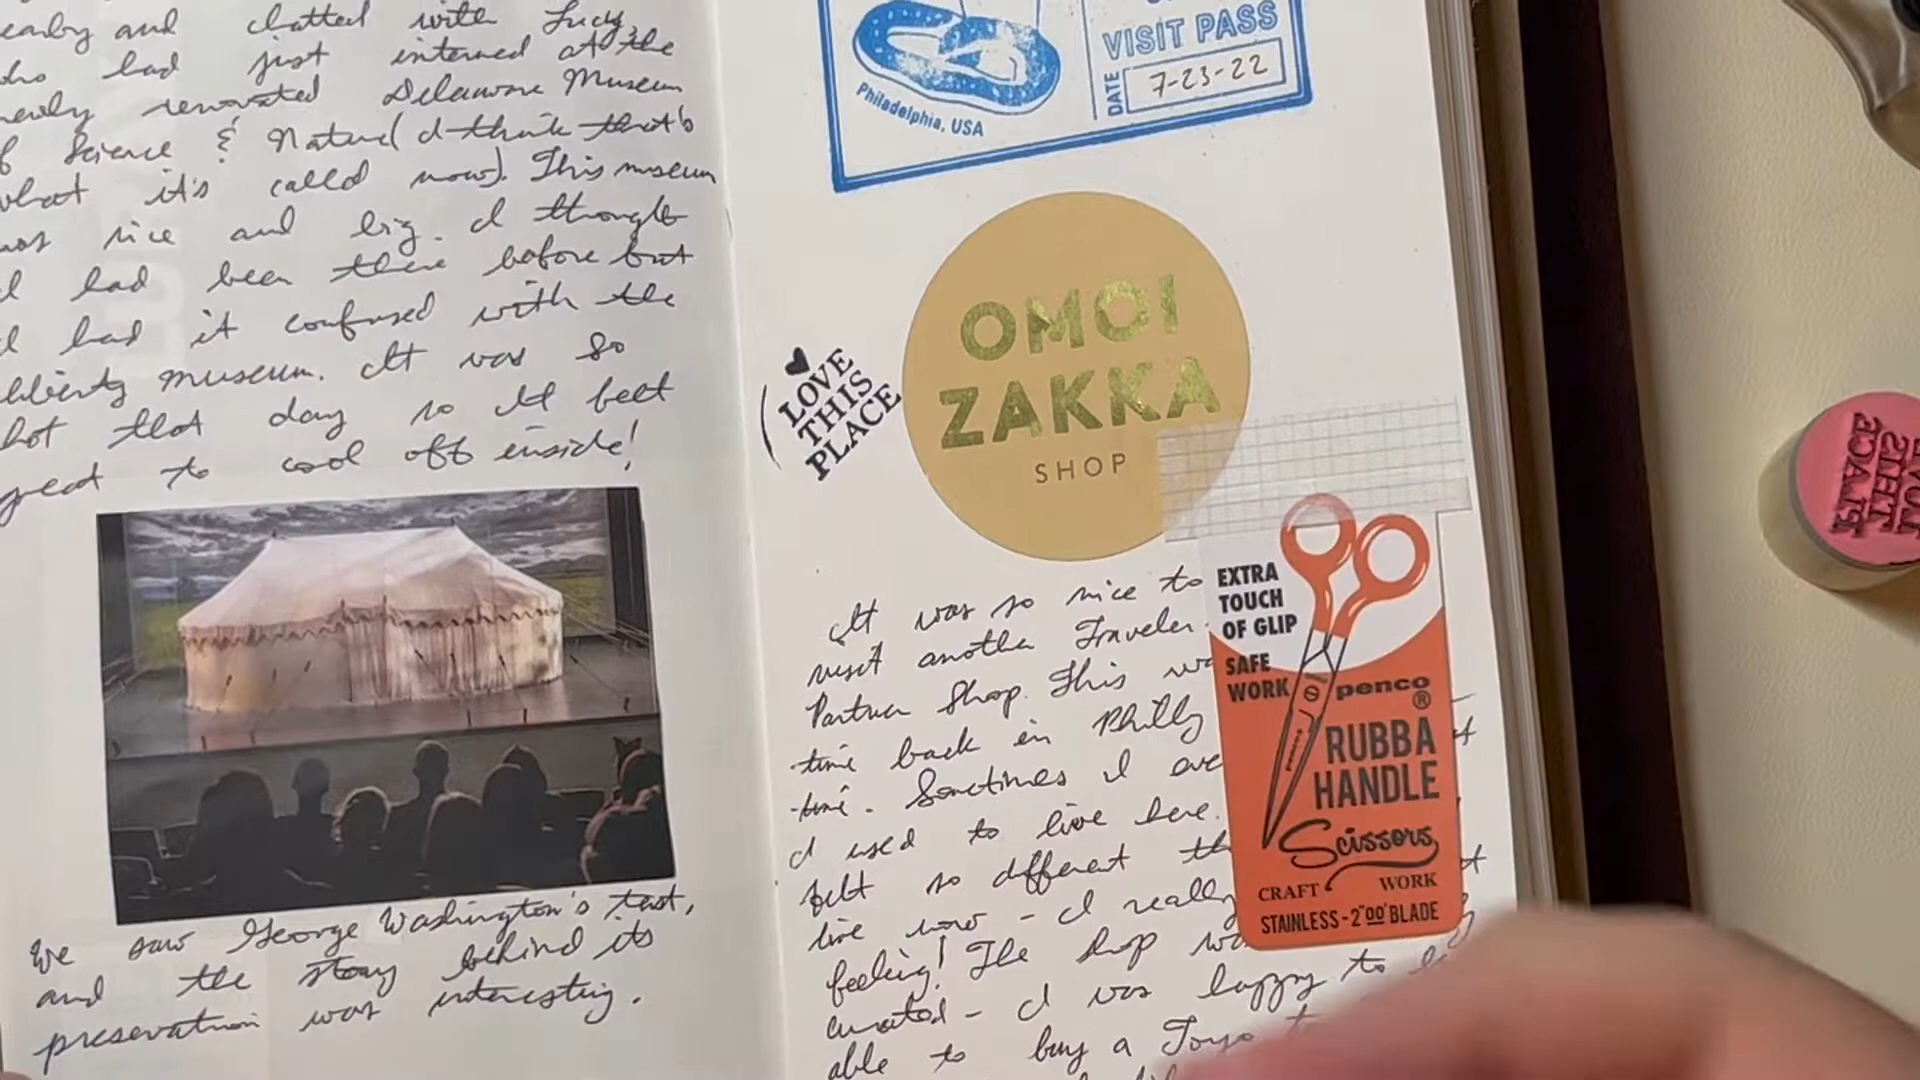 and chatted with Lucy,
had just interned at the
newly renovated Delaware Museum
of Science & Nature (I think that's
what it's called now). This museum
was nice and big. I thought
I had been there before but
I had it confused with the
Liberty museum. It was so
hot that day so it felt
great to cool off inside!
We saw George Washington's tent,
and the story behind its
preservation was interesting.
VISIT PASS
DATE 7-23-22
Philadelphia, USA
OMOI
ZAKKA
SHOP
LOVE
THIS
PLACE
It was so nice to
visit another Traveler
Partner Shop. This
time back in Philly
time. Sometimes I
I used to live here.
felt so different
live now - I really
feeling! The shop
curated - I was happy to
able to buy a
EXTRA
TOUCH
OF GLIP
SAFE
WORK
penco®
RUBBA
HANDLE
Scissors
CRAFT WORK
STAINLESS-2"00'BLADE
LOVE
THIS
PLACE